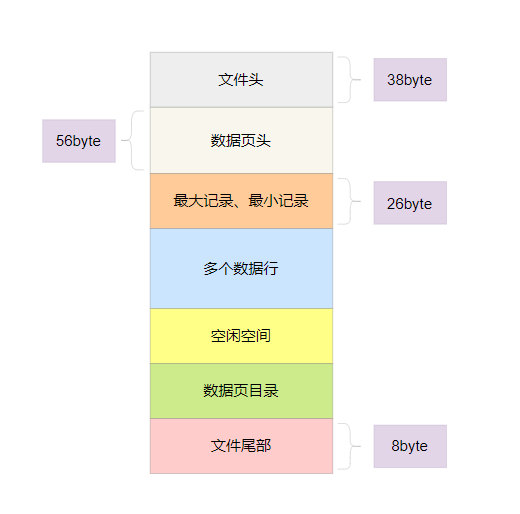 文件头
38byte
56byte
数据页头
最大记录、最小记录
26byte
多个数据行
空闲空间
数据页目录
文件尾部
8byte